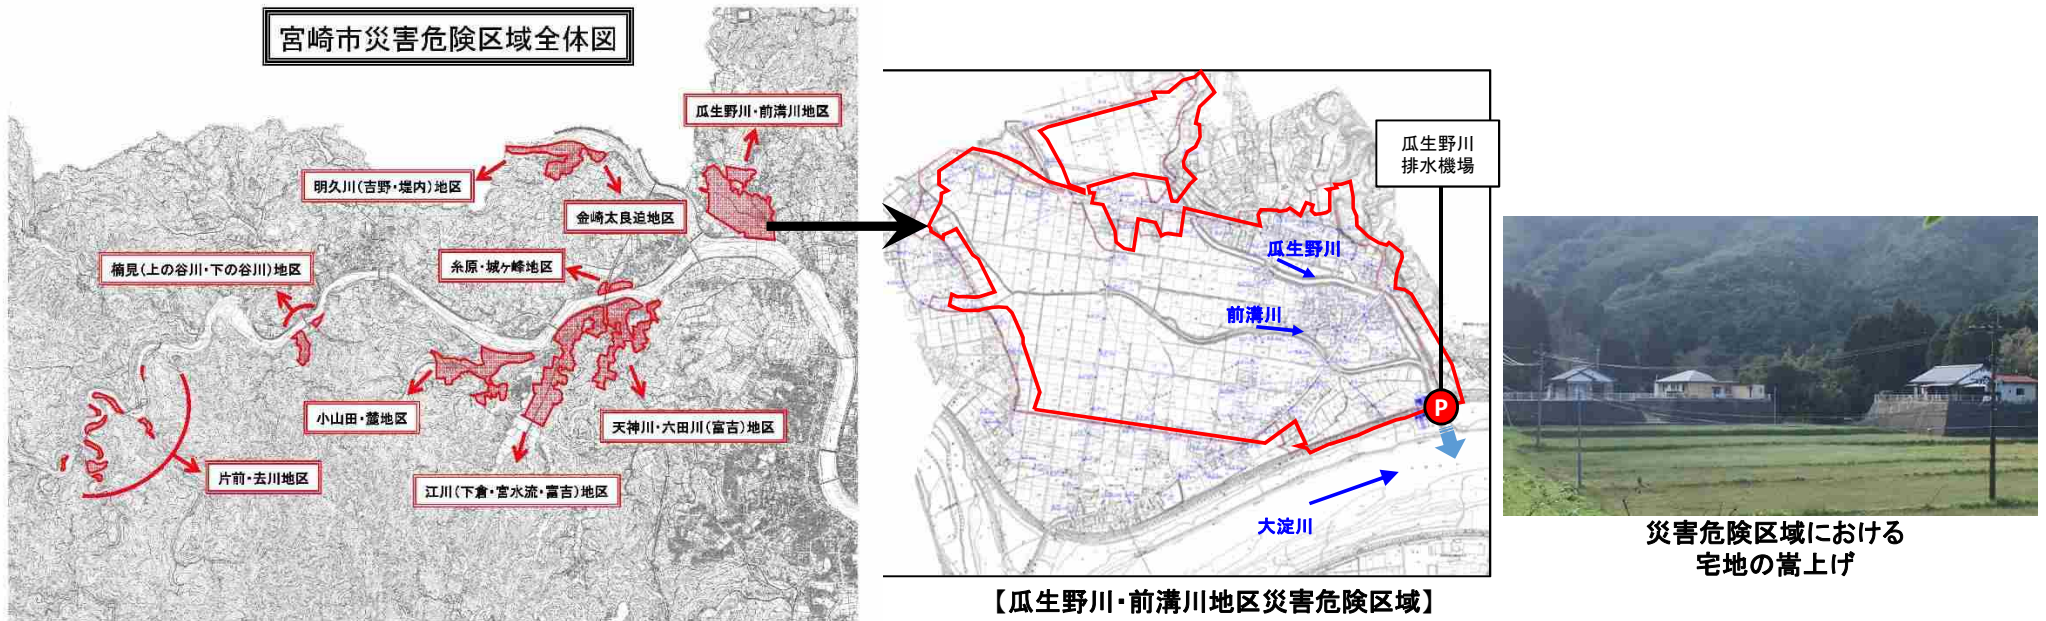 宮崎市災害危険区域全体図
瓜生野川・前溝川地区
明久川(吉野・堤内)地区
金崎太良迫地区
楠見(上の谷川・下の谷川)地区
糸原・城ヶ峰地区
小山田・麓地区
天神川・六田川(富吉)地区
片前・去川地区
江川(下倉・宮水流・富吉)地区
瓜生野川
排水機場
瓜生野川
前溝川
P
大淀川
【瓜生野川・前溝川地区災害危険区域】
災害危険区域における
宅地の嵩上げ